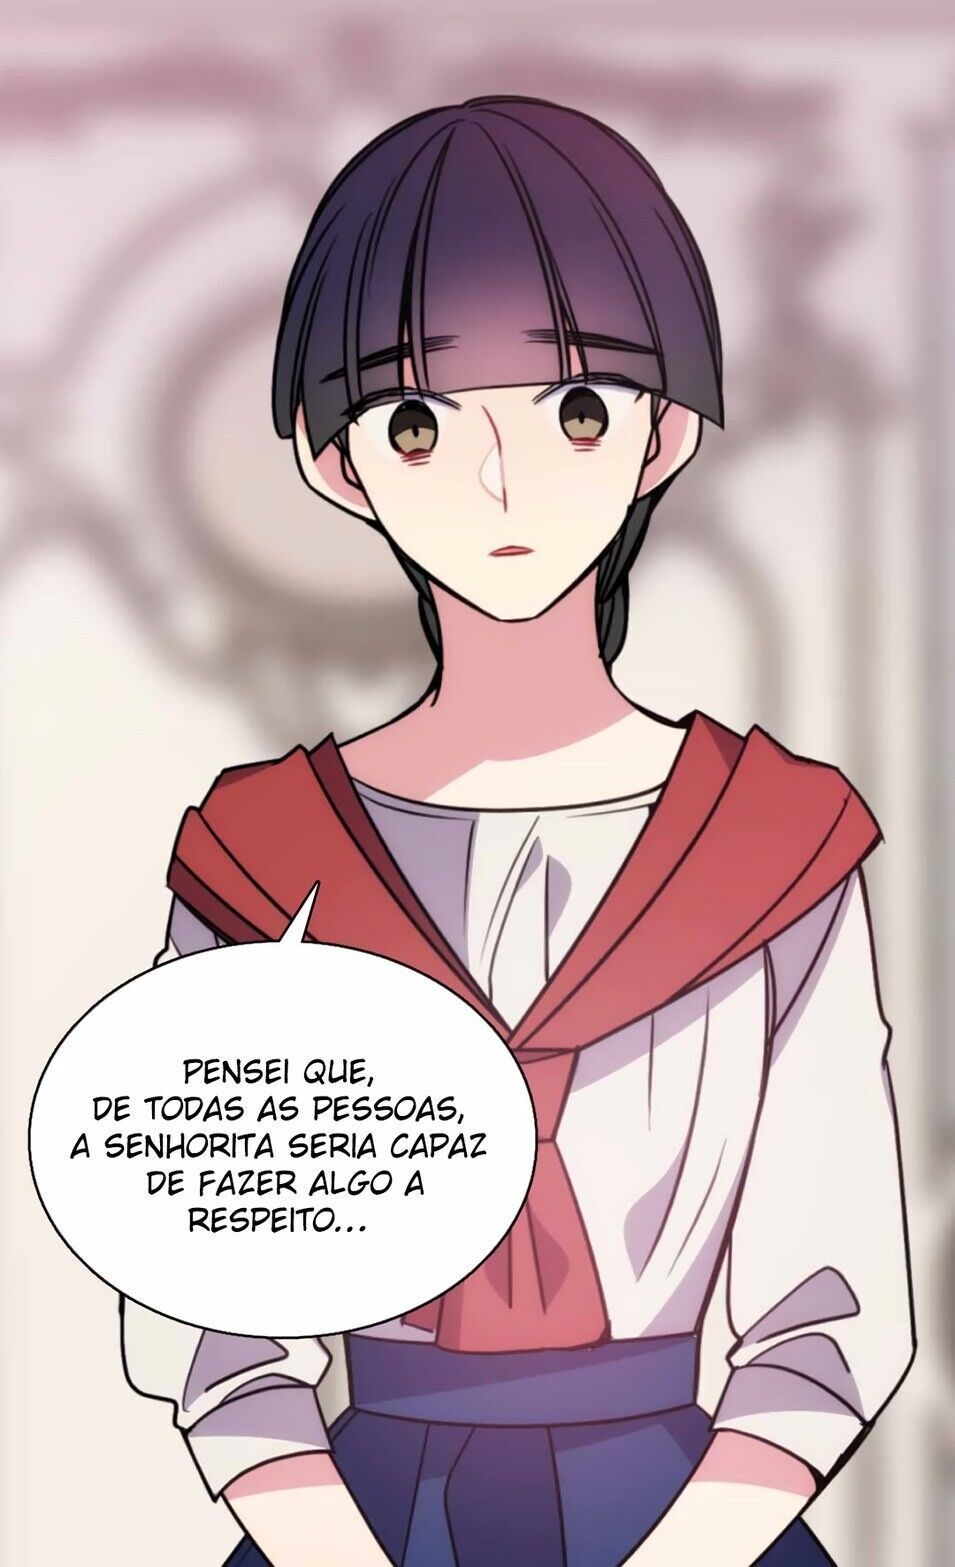 PENSEI QUE,
DE TODAS AS PESSOAS,
A SENHORITA SERIA CAPAZ
DE FAZER ALGO A
RESPEITO...